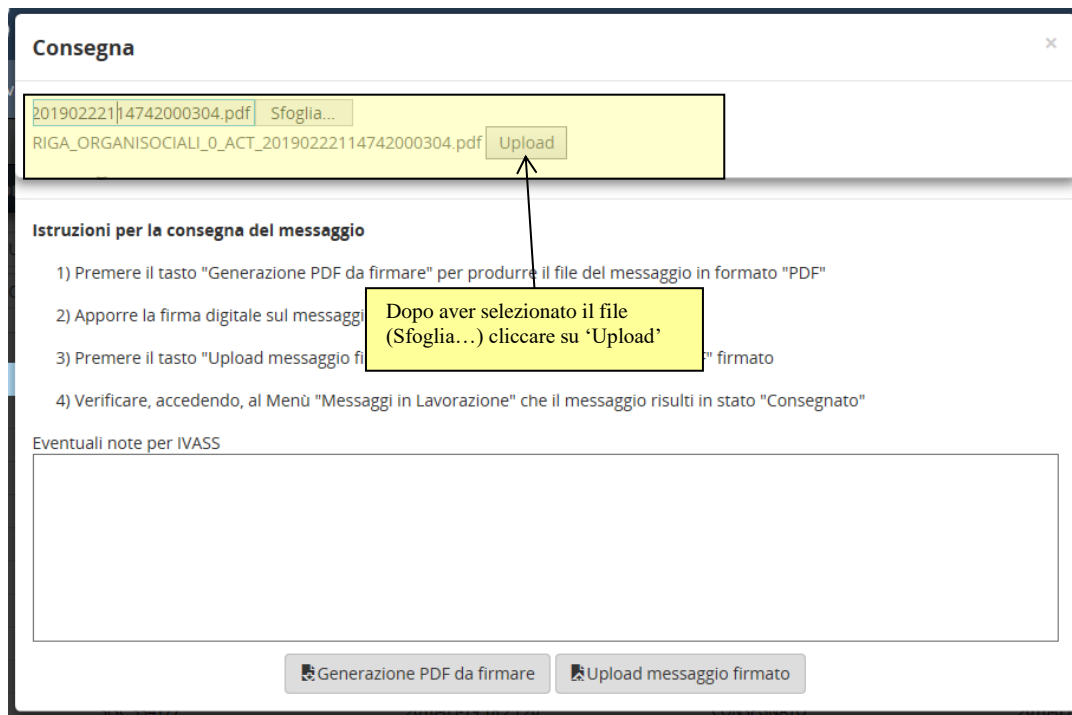 Consegna
×
20190222114742000304.pdf Sfoglia...
RIGA_ORGANISOCIALI_0_ACT_20190222114742000304.pdf Upload
Istruzioni per la consegna del messaggio
1) Premere il tasto "Generazione PDF da firmare" per produrre il file del messaggio in formato "PDF"
2) Apporre la firma digitale sul messaggi
Dopo aver selezionato il file
(Sfoglia…) cliccare su ‘Upload’
3) Premere il tasto "Upload messaggio fi " firmato
4) Verificare, accedendo, al Menù "Messaggi in Lavorazione" che il messaggio risulti in stato "Consegnato"
Eventuali note per IVASS
Generazione PDF da firmare Upload messaggio firmato